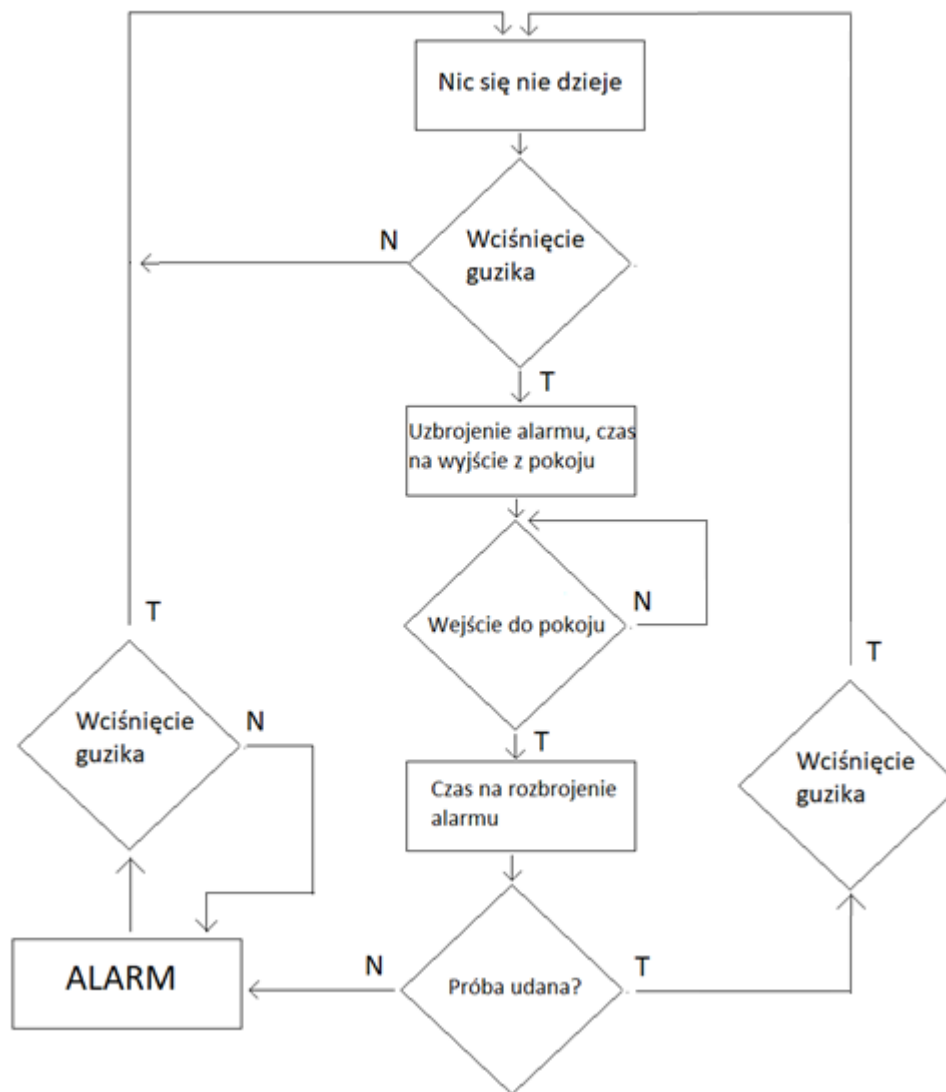 Nic się nie dzieje
N
Wciśnięcie
guzika
T
Uzbrojenie alarmu, czas
na wyjście z pokoju
T
Wejście do pokoju
N
T
Wciśnięcie
guzika
N
T
Czas na rozbrojenie
alarmu
Wciśnięcie
guzika
ALARM
N
Próba udana?
T